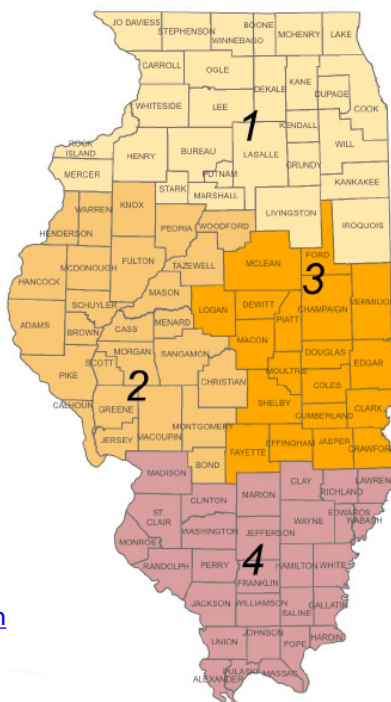 JO DAVIESS STEPHENSON WINNEBAGO BOONE MCHENRY LAKE
CARROLL OGLE DEKALB KANE
DUPAGE COOK
WHITESIDE LEE 1 KENDALL
ROCK ISLAND HENRY BUREAU LASALLE GRUNDY WILL
MERCER PUTNAM KANKAKEE
STARK MARSHALL
LIVINGSTON IROQUOIS
WARREN KNOX PEORIA WOODFORD
HENDERSON FORD
MCDONOUGH FULTON TAZEWELL MCLEAN 3
HANCOCK MASON
SCHUYLER LOGAN DEWITT CHAMPAIGN VERMILION
ADAMS BROWN CASS MENARD PIATT
MORGAN SANGAMON MACON DOUGLAS EDGAR
SCOTT CHRISTIAN MOULTRIE
PIKE 2 COLES
CALHOUN GREENE SHELBY CUMBERLAND CLARK
JERSEY MACOUPIN MONTGOMERY
BOND FAYETTE EFFINGHAM JASPER CRAWFORD
MADISON CLAY LAWREN
CLINTON MARION RICHLAND
ST. CLAIR WAYNE EDWARDS WABASH
WASHINGTON JEFFERSON
MONROE 4
RANDOLPH PERRY HAMILTON WHITE
FRANKLIN
JACKSON WILLIAMSON SALINE GALLATIN
n
UNION JOHNSON POPE HARDIN
ALEXANDER PULASKI MASSAC